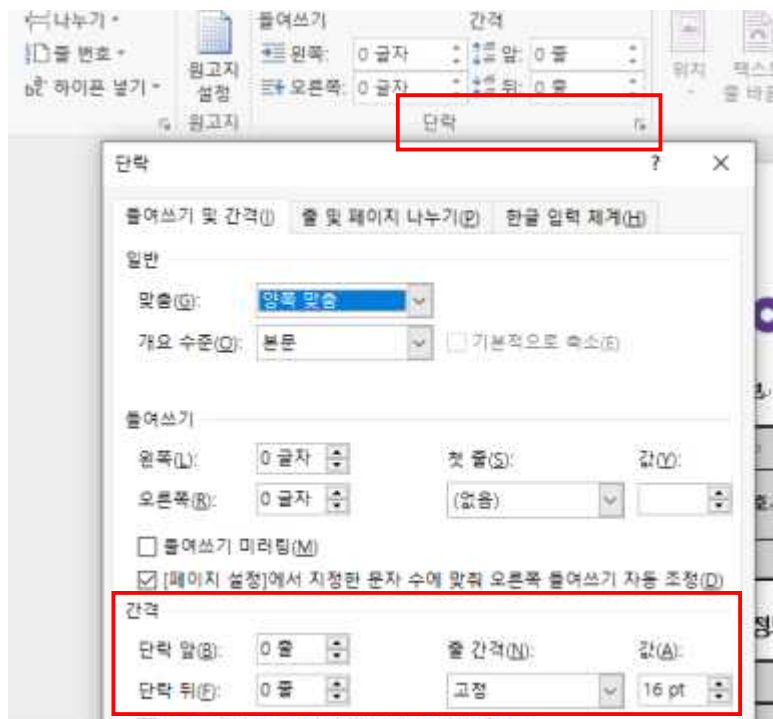 나누기
들여쓰기
간격
줄 번호
하이픈 넣기
원고지
설정
왼쪽: 0 글자
앞: 0 줄
오른쪽: 0 글자
뒤: 0 줄
위치
텍스트
줄 바꿈
원고지
단락
단락
? ×
들여쓰기 및 간격(I) 줄 및 페이지 나누기(P) 한글 입력 체계(H)
일반
맞춤(G): 양쪽 맞춤
개요 수준(O): 본문 기본적으로 축소(E)
들여쓰기
왼쪽(L): 0 글자 첫 줄(S): 값(Y):
오른쪽(R): 0 글자 (없음)
들여쓰기 미러링(M)
[페이지 설정]에서 지정한 문자 수에 맞춰 오른쪽 들여쓰기 자동 조정(D)
간격
단락 앞(B): 0 줄 줄 간격(N): 값(A):
단락 뒤(F): 0 줄 고정 16 pt